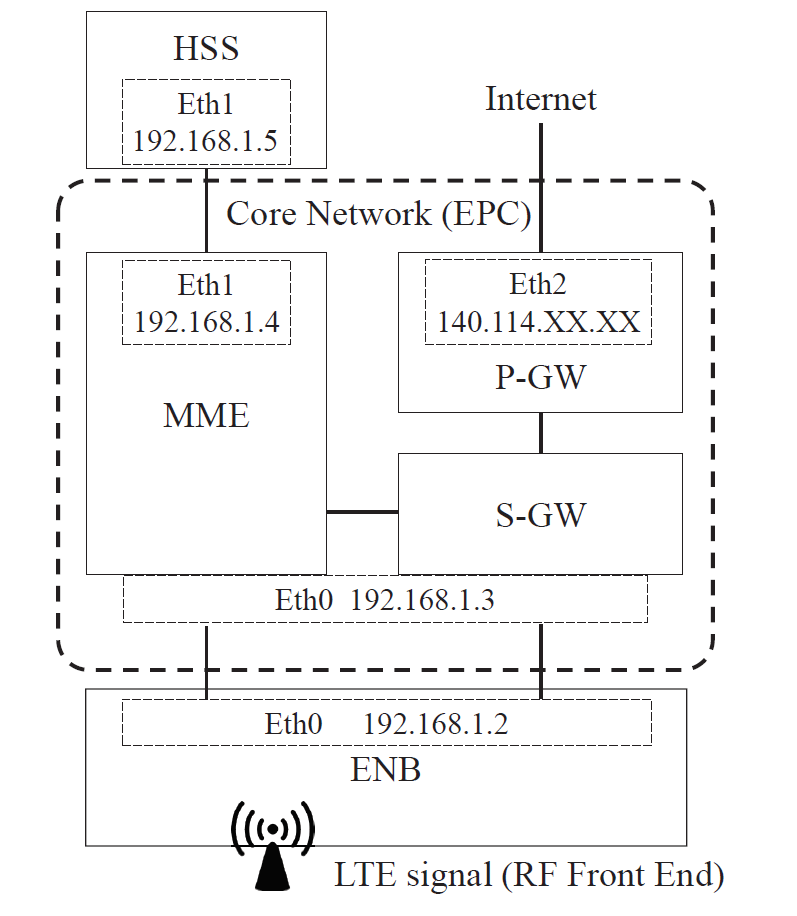 HSS
Eth1
192.168.1.5
Internet
Core Network (EPC)
Eth1
192.168.1.4
MME
Eth2
140.114.XX.XX
P-GW
S-GW
Eth0 192.168.1.3
Eth0 192.168.1.2
ENB
LTE signal (RF Front End)